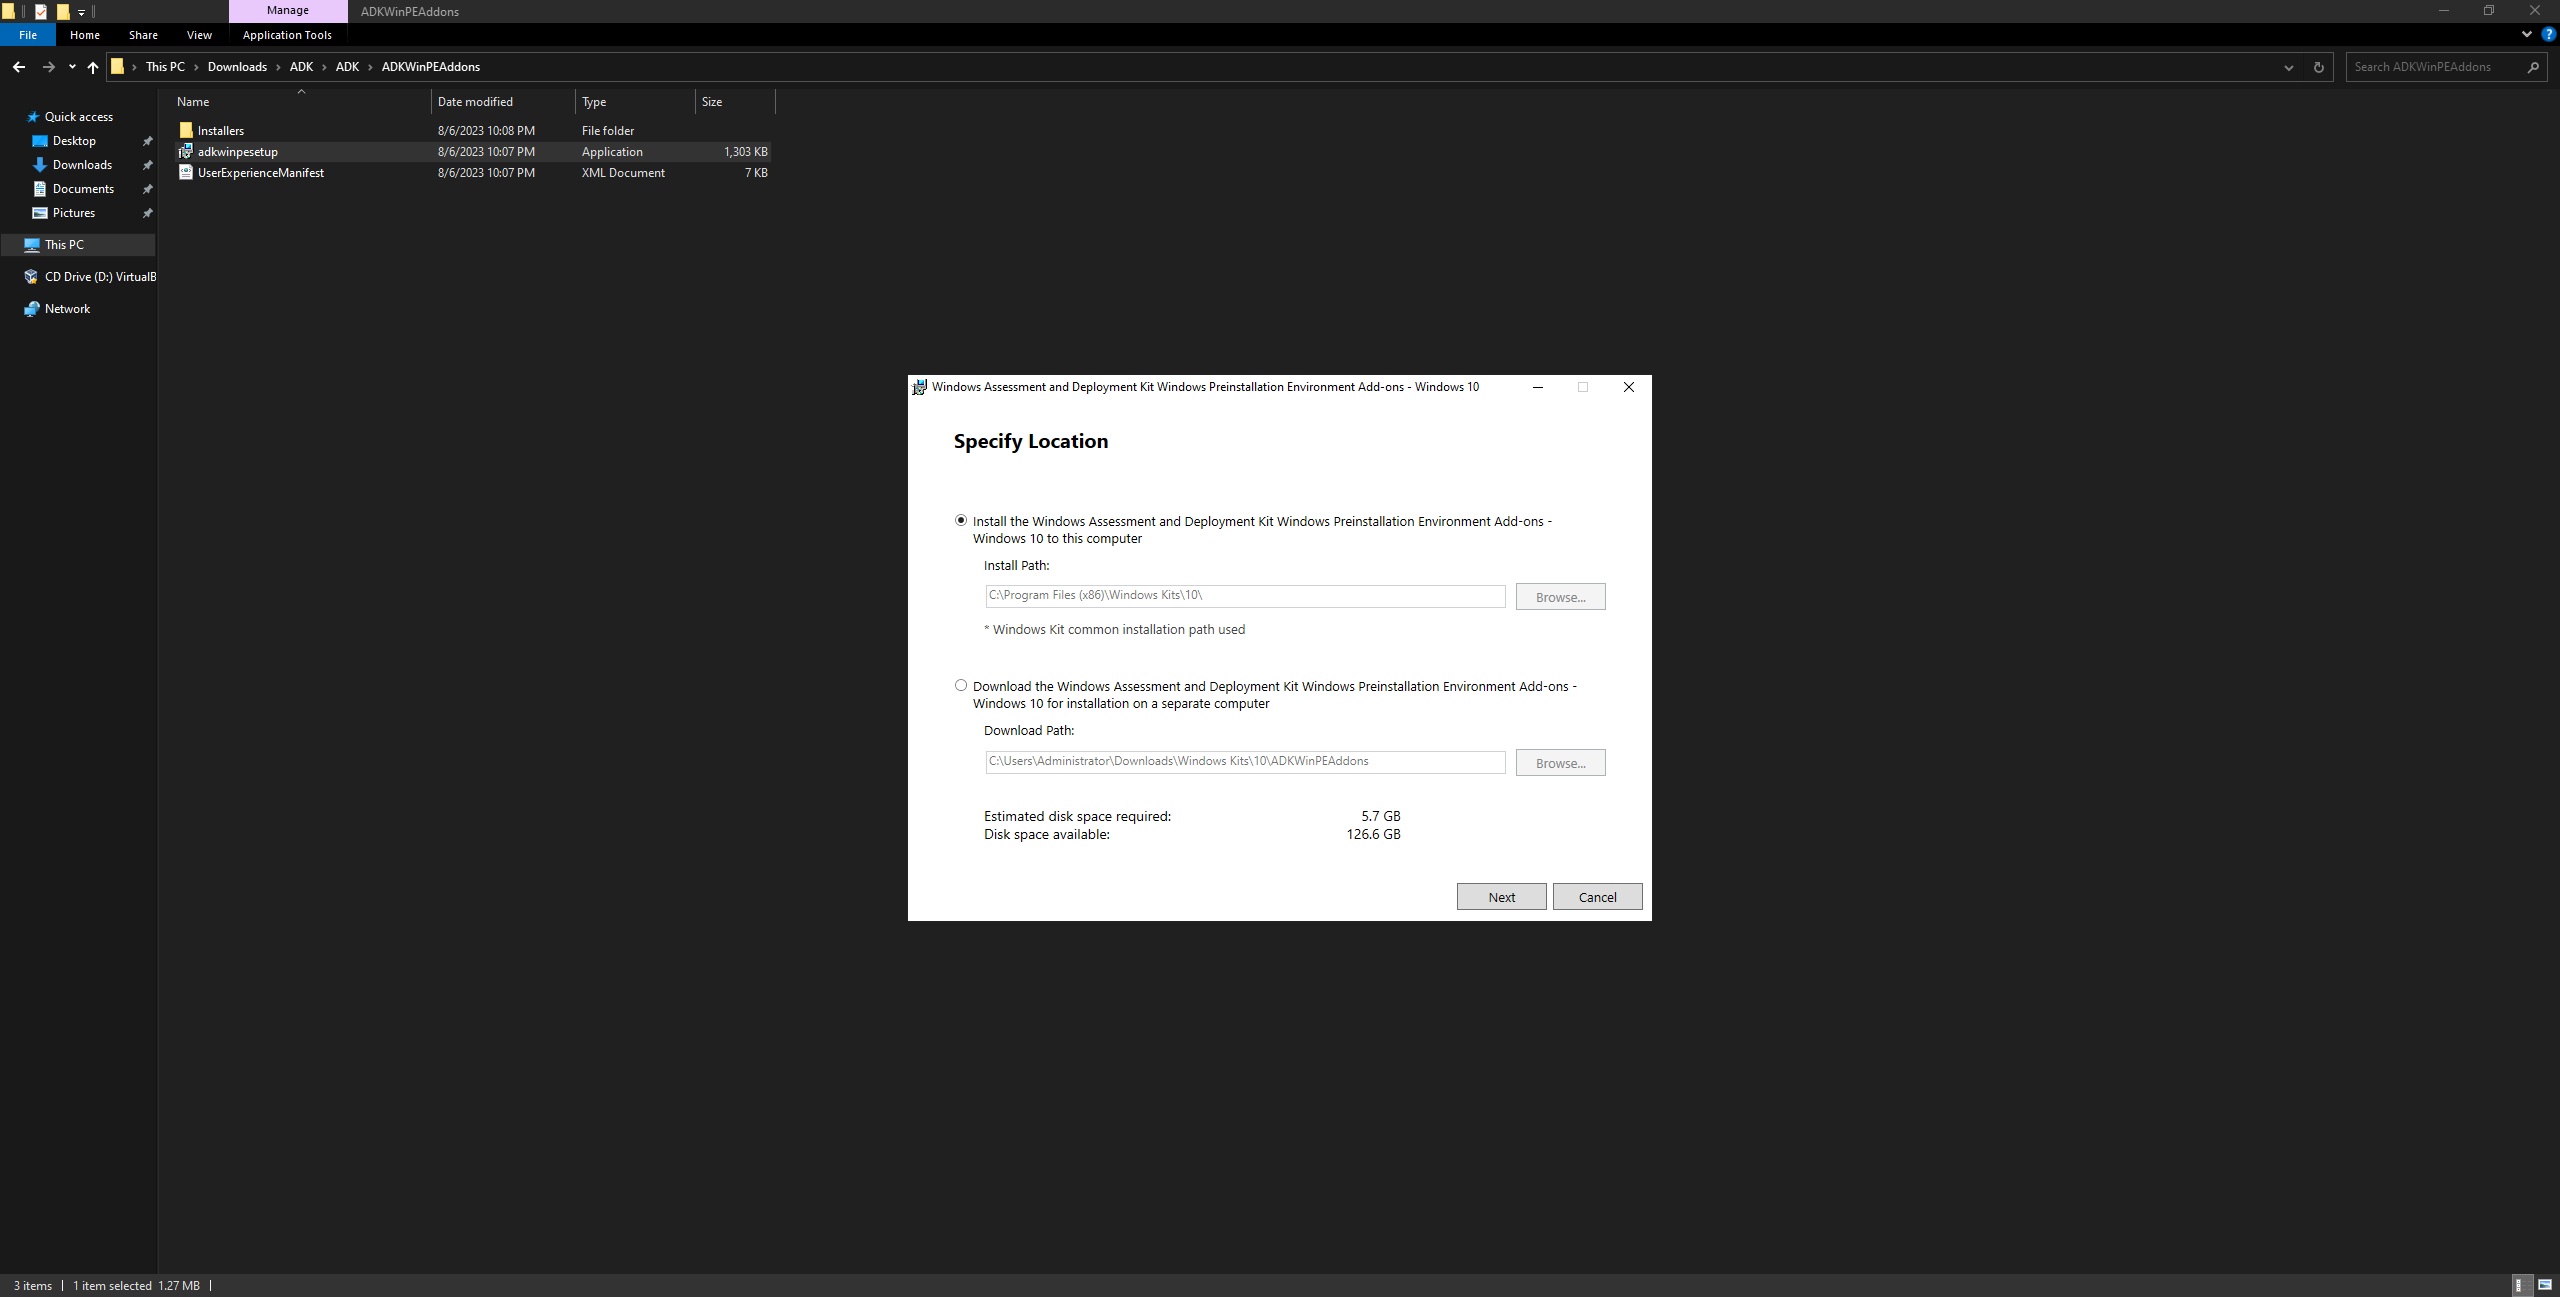 Manage
ADKWinPEAddons
File
Home
Share
View
Application Tools
This PC
Downloads
ADK
ADK
ADKWinPEAddons
Search ADKWinPEAddons
Name
Date modified
Type
Size
Installers
8/6/2023 10:08 PM
File folder
adkwinpesetup
8/6/2023 10:07 PM
Application
1,303 KB
UserExperienceManifest
8/6/2023 10:07 PM
XML Document
7 KB
Quick access
Desktop
Downloads
Documents
Pictures
This PC
CD Drive (D:) VirtualB
Network
Windows Assessment and Deployment Kit Windows Preinstallation Environment Add-ons - Windows 10
Specify Location
Install the Windows Assessment and Deployment Kit Windows Preinstallation Environment Add-ons -
Windows 10 to this computer
Install Path:
C:\Program Files (x86)\Windows Kits\10\
Browse...
* Windows Kit common installation path used
Download the Windows Assessment and Deployment Kit Windows Preinstallation Environment Add-ons -
Windows 10 for installation on a separate computer
Download Path:
C:\Users\Administrator\Downloads\Windows Kits\10\ADKWinPEAddons
Browse...
Estimated disk space required: 5.7 GB
Disk space available: 126.6 GB
Next
Cancel
3 items
1 item selected 1.27 MB